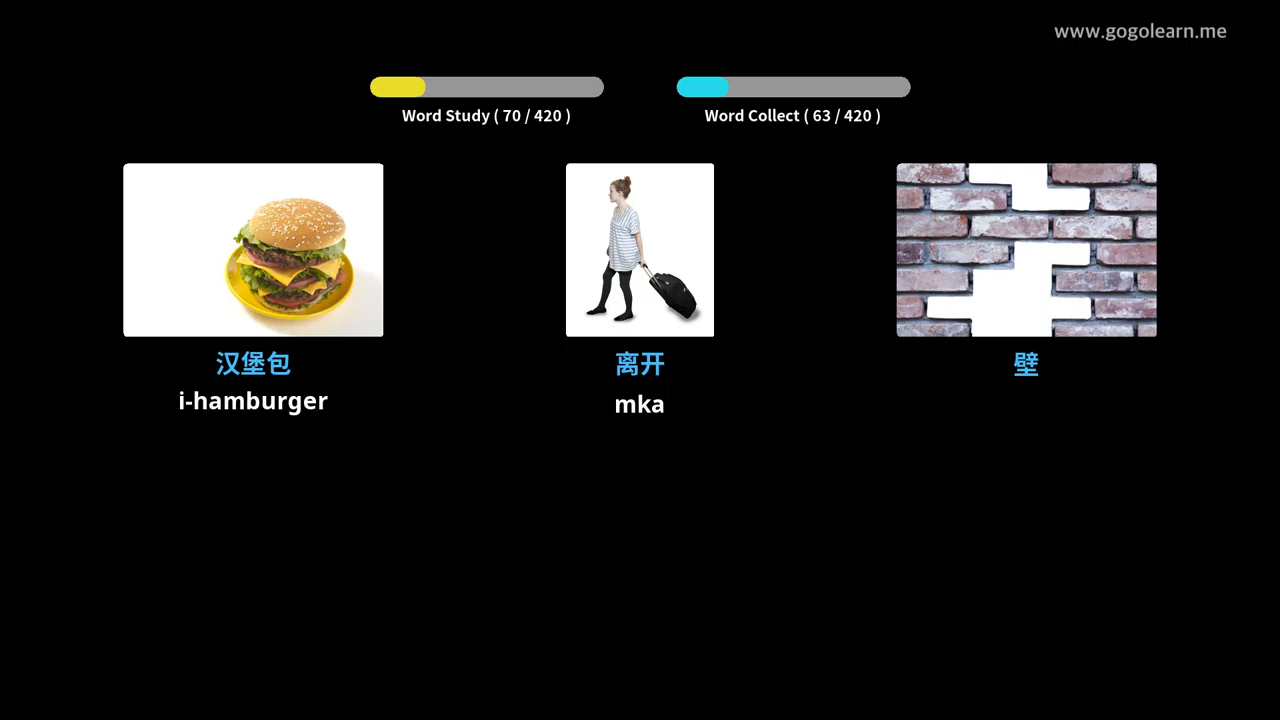 www.gogolearn.me
Word Study ( 70 / 420 )
Word Collect ( 63 / 420 )
汉堡包
i-hamburger
离开
mka
壁